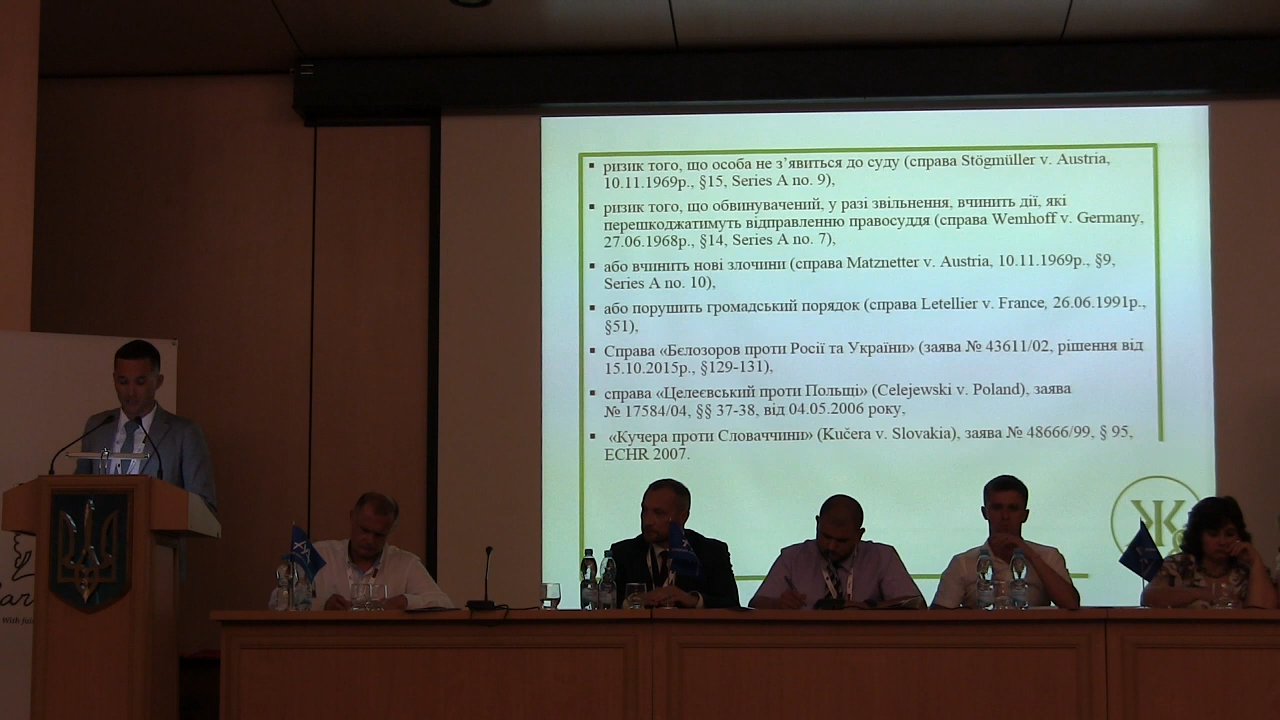 ризик того, що особа не з’явиться до суду (справа Stögmüller v. Austria,
10.11.1969р., §15, Series A no. 9),
ризик того, що обвинувачений, у разі звільнення, вчинить дії, які
перешкоджатимуть відправленню правосуддя (справа Wemhoff v. Germany,
27.06.1968р., §14, Series A no. 7),
або вчинить нові злочини (справа Matznetter v. Austria, 10.11.1969р., §9,
Series A no. 10),
або порушить громадський порядок (справа Letellier v. France, 26.06.1991р.,
§51),
Справа «Бєлозоров проти Росії та України» (заява № 43611/02, рішення від
15.10.2015р., §129-131),
справа «Целеєвський проти Польщі» (Celejewski v. Poland), заява
№ 17584/04, §§ 37-38, від 04.05.2006 року,
«Кучера проти Словаччини» (Kučera v. Slovakia), заява № 48666/99, § 95,
ECHR 2007.
Ж
With